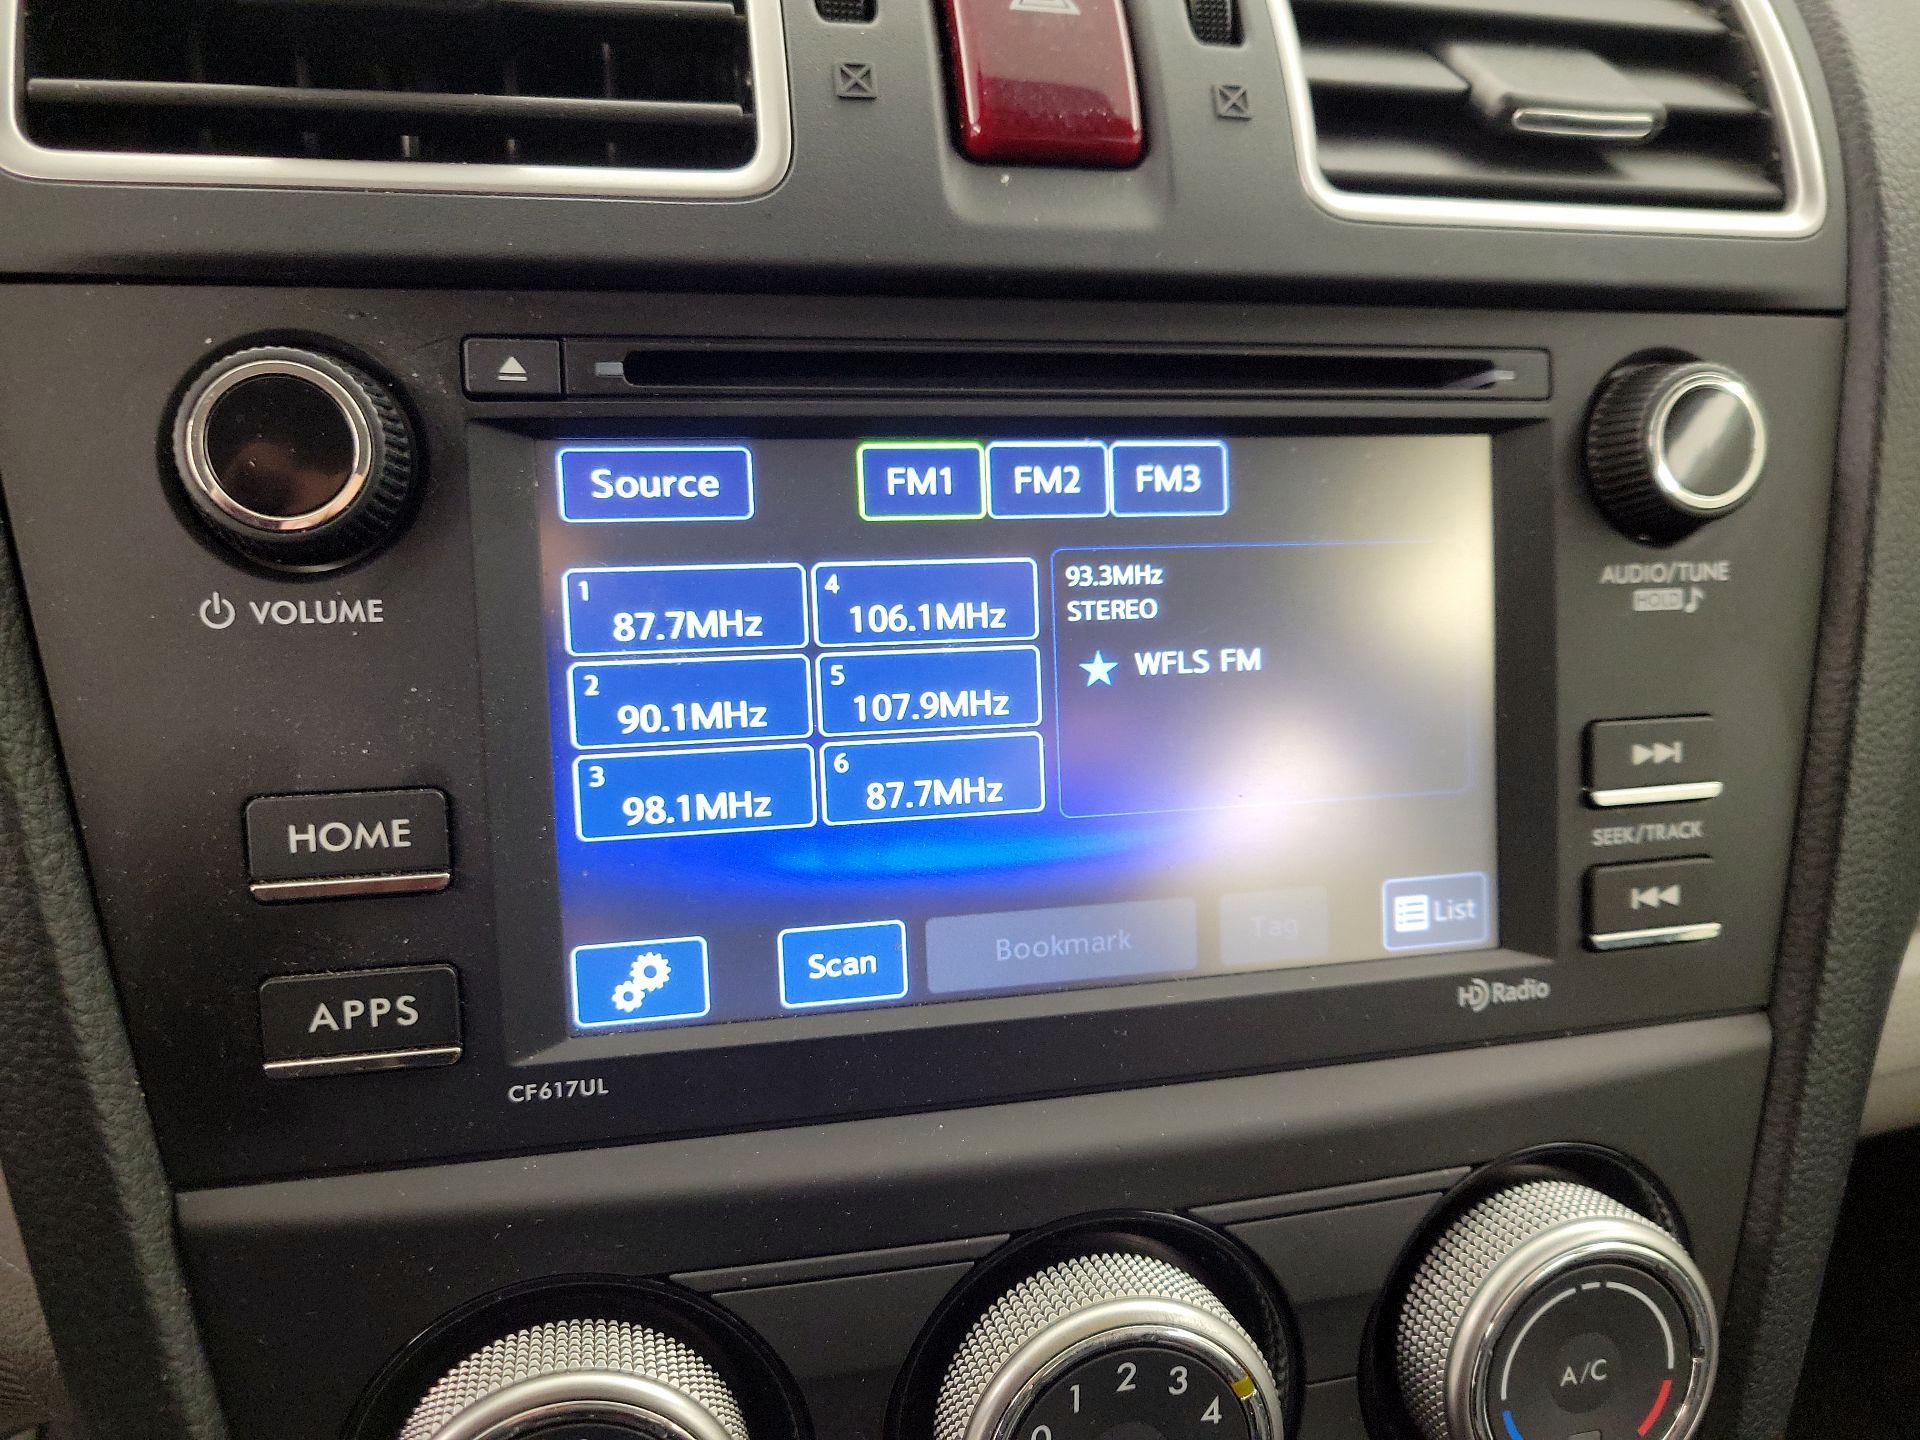 Source
FM1 FM2 FM3
1 87.7MHz
4 106.1MHz
2 90.1MHz
5 107.9MHz
3 98.1MHz
6 87.7MHz
93.3MHz
STEREO
WFLS FM
Scan
Bookmark
Tag
List
VOLUME
HOME
APPS
AUDIO/TUNE
HOLD
SEEK/TRACK
HD Radio
CF617UL
0 1 2 3 4
A/C